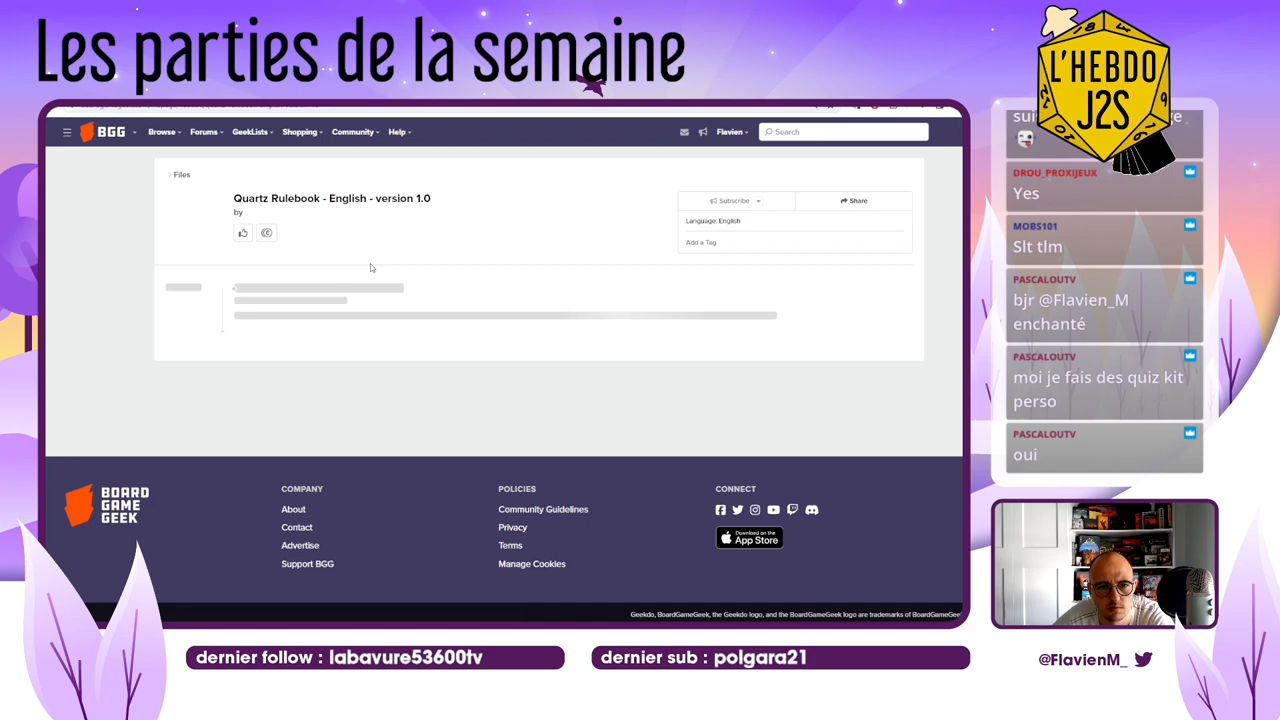 Les parties de la semaine
L'HEBDO
J2S
BGG
Browse
Forums
GeekLists
Shopping
Community
Help
Flavien
Search
Files
Quartz Rulebook - English - version 1.0
by
Subscribe
Share
Language: English
Add a Tag
DROU_PROXIJEUX
Yes
MOBS101
Slt tlm
PASCALOUTV
bjr @Flavien_M
enchanté
PASCALOUTV
moi je fais des quiz kit
perso
PASCALOUTV
oui
BOARD
GAME
GEEK
COMPANY
About
Contact
Advertise
Support BGG
POLICIES
Community Guidelines
Privacy
Terms
Manage Cookies
CONNECT
Download on the
App Store
Geekdo, BoardGameGeek, the Geekdo logo, and the BoardGameGeek logo are trademarks of BoardGameGee
dernier follow : labavure53600tv
dernier sub : polgara21
@FlavienM_